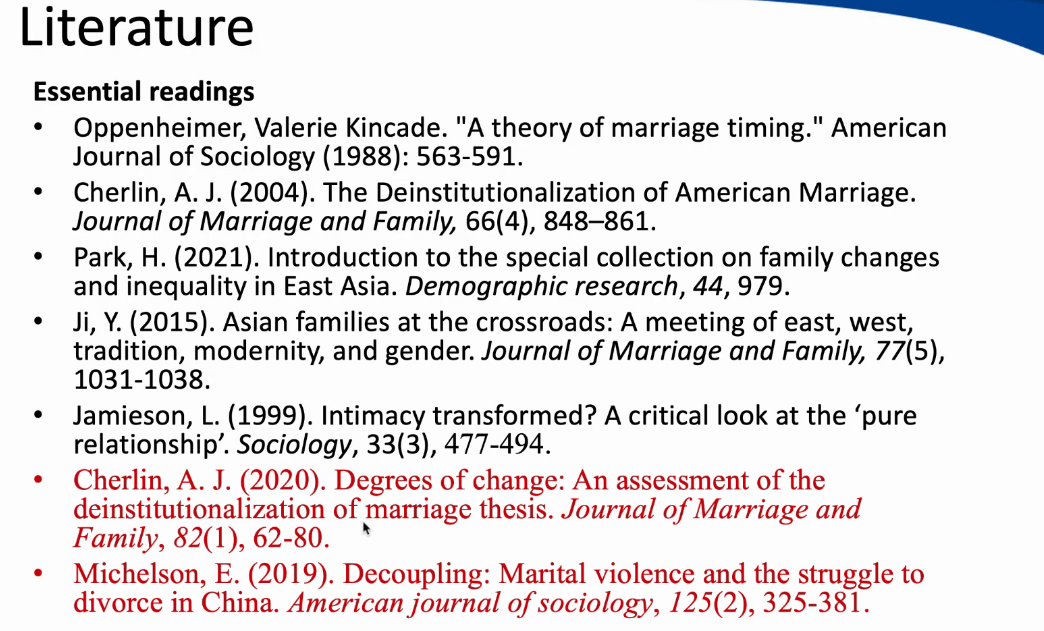 Literature
Essential readings
• Oppenheimer, Valerie Kincade. "A theory of marriage timing." American
Journal of Sociology (1988): 563-591.
• Cherlin, A. J. (2004). The Deinstitutionalization of American Marriage.
Journal of Marriage and Family, 66(4), 848–861.
• Park, H. (2021). Introduction to the special collection on family changes
and inequality in East Asia. Demographic research, 44, 979.
• Ji, Y. (2015). Asian families at the crossroads: A meeting of east, west,
tradition, modernity, and gender. Journal of Marriage and Family, 77(5),
1031-1038.
• Jamieson, L. (1999). Intimacy transformed? A critical look at the ‘pure
relationship’. Sociology, 33(3), 477-494.
• Cherlin, A. J. (2020). Degrees of change: An assessment of the
deinstitutionalization of marriage thesis. Journal of Marriage and
Family, 82(1), 62-80.
• Michelson, E. (2019). Decoupling: Marital violence and the struggle to
divorce in China. American journal of sociology, 125(2), 325-381.